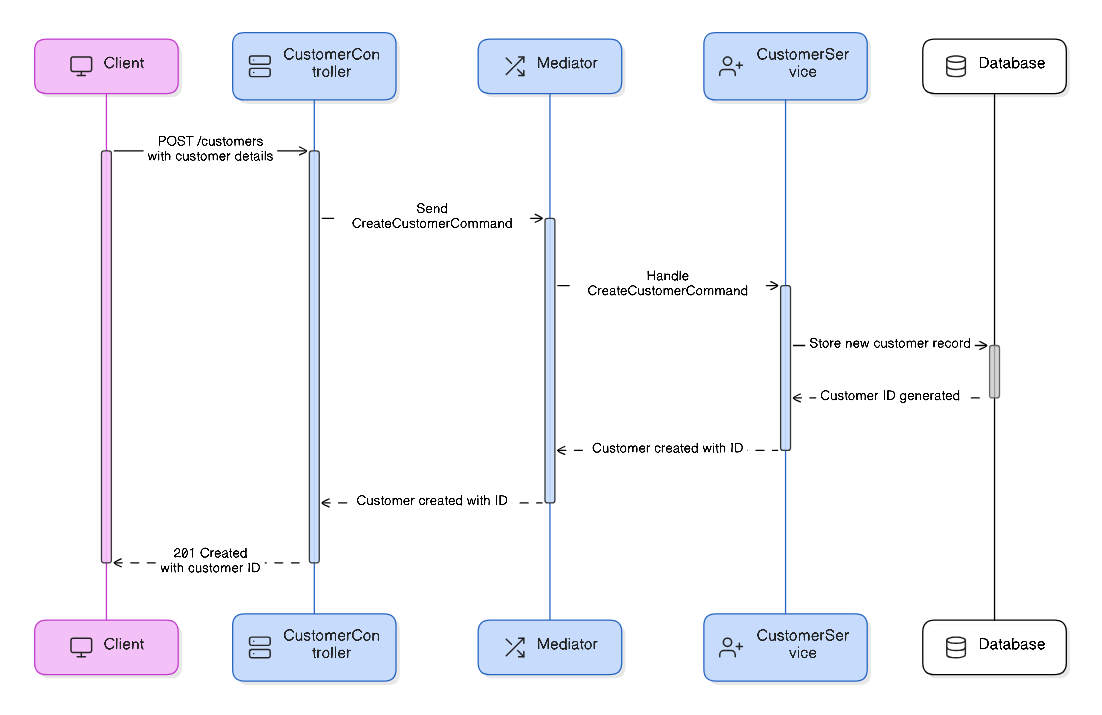 Client
CustomerCon
troller
Mediator
CustomerSer
vice
Database
POST /customers
with customer details
Send
CreateCustomerCommand
Handle
CreateCustomerCommand
Store new customer record
Customer ID generated
Customer created with ID
Customer created with ID
201 Created
with customer ID
Client
CustomerCon
troller
Mediator
CustomerSer
vice
Database